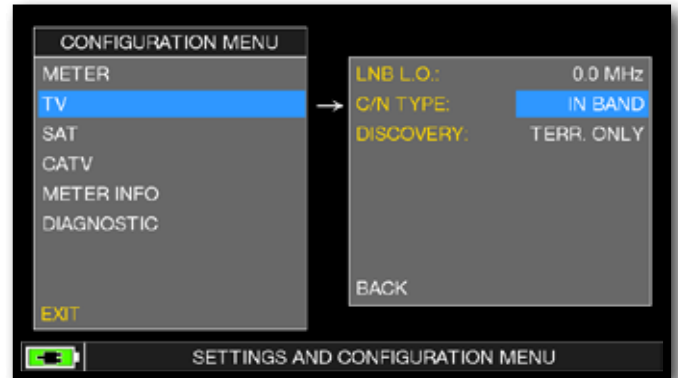 CONFIGURATION MENU
METER
TV
SAT
CATV
METER INFO
DIAGNOSTIC
EXIT
→
LNB L.O.: 0.0 MHz
C/N TYPE: IN BAND
DISCOVERY: TERR. ONLY
BACK
SETTINGS AND CONFIGURATION MENU